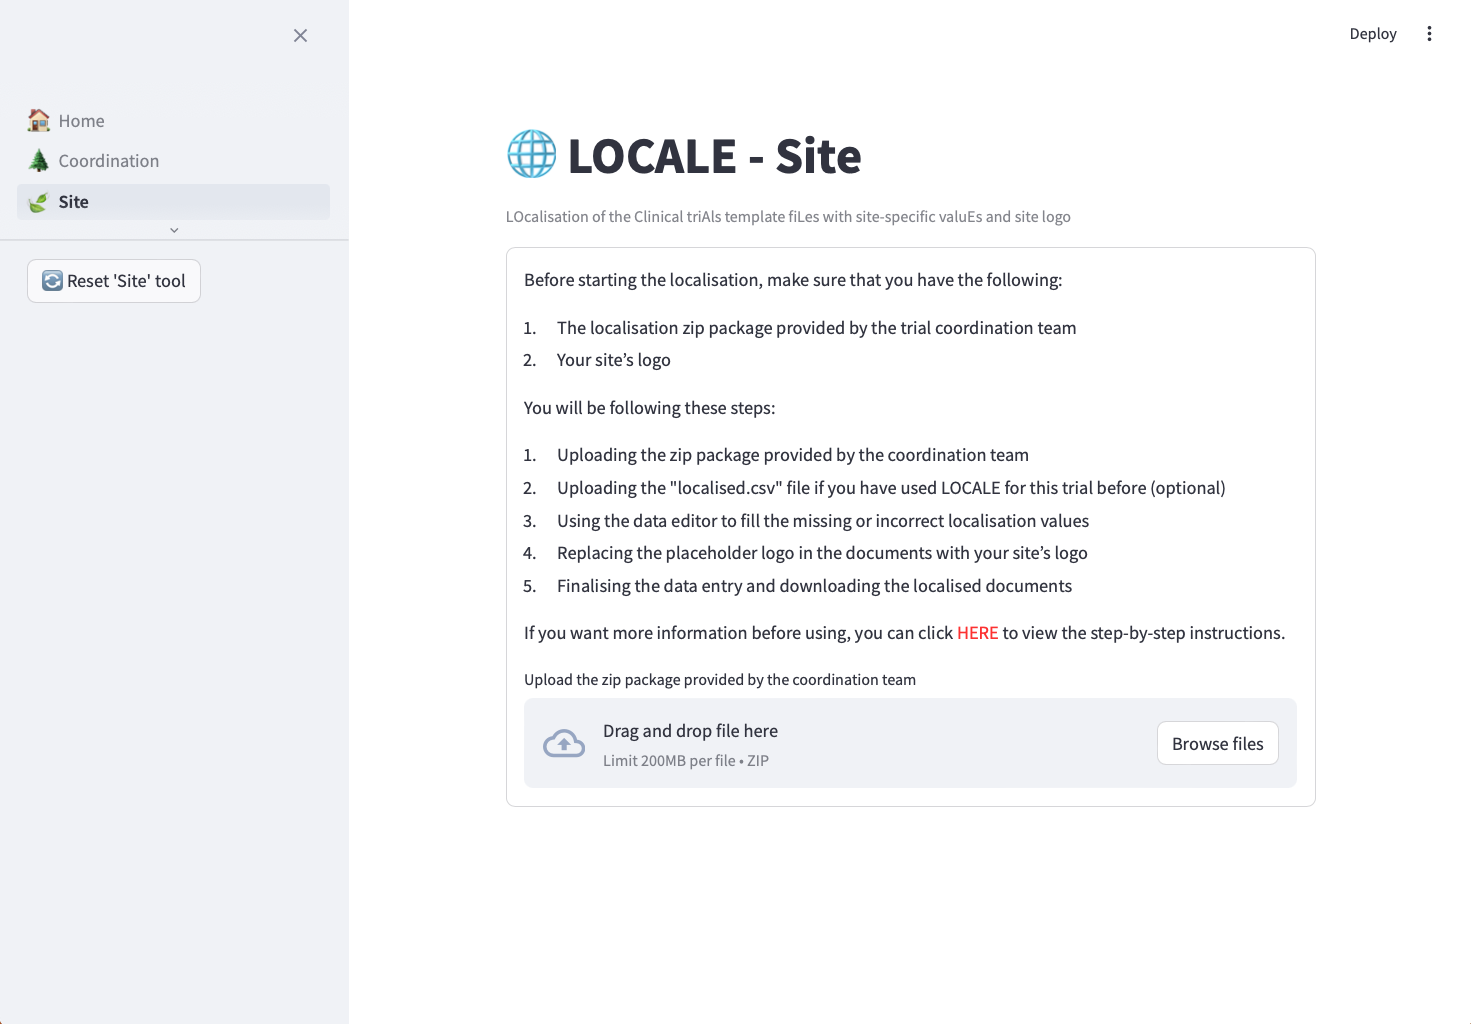 Deploy
Home
Coordination
Site
Reset 'Site' tool
LOCALE - Site
LOcalisation of the Clinical triAls template fiLes with site-specific valuEs and site logo
Before starting the localisation, make sure that you have the following:
1. The localisation zip package provided by the trial coordination team
2. Your site’s logo
You will be following these steps:
1. Uploading the zip package provided by the coordination team
2. Uploading the "localised.csv" file if you have used LOCALE for this trial before (optional)
3. Using the data editor to fill the missing or incorrect localisation values
4. Replacing the placeholder logo in the documents with your site’s logo
5. Finalising the data entry and downloading the localised documents
If you want more information before using, you can click HERE to view the step-by-step instructions.
Upload the zip package provided by the coordination team
Drag and drop file here
Limit 200MB per file • ZIP
Browse files